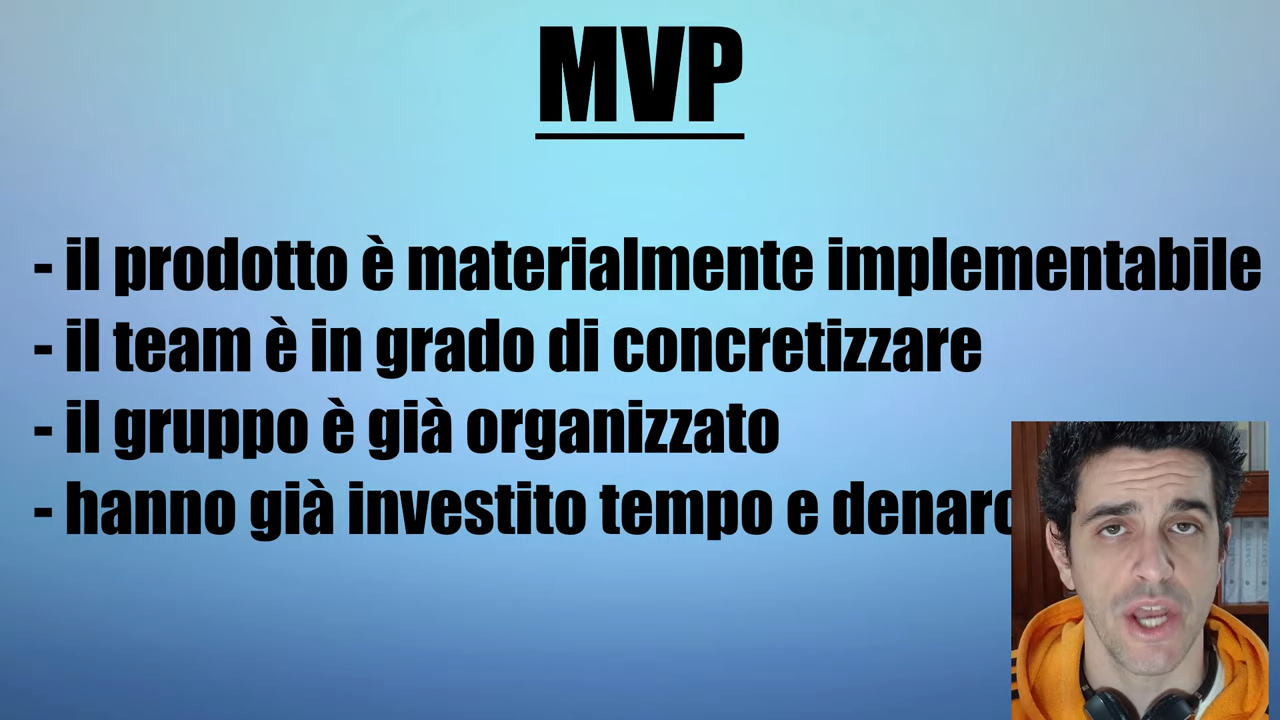 MVP
- il prodotto è materialmente implementabile
- il team è in grado di concretizzare
- il gruppo è già organizzato
- hanno già investito tempo e denaro